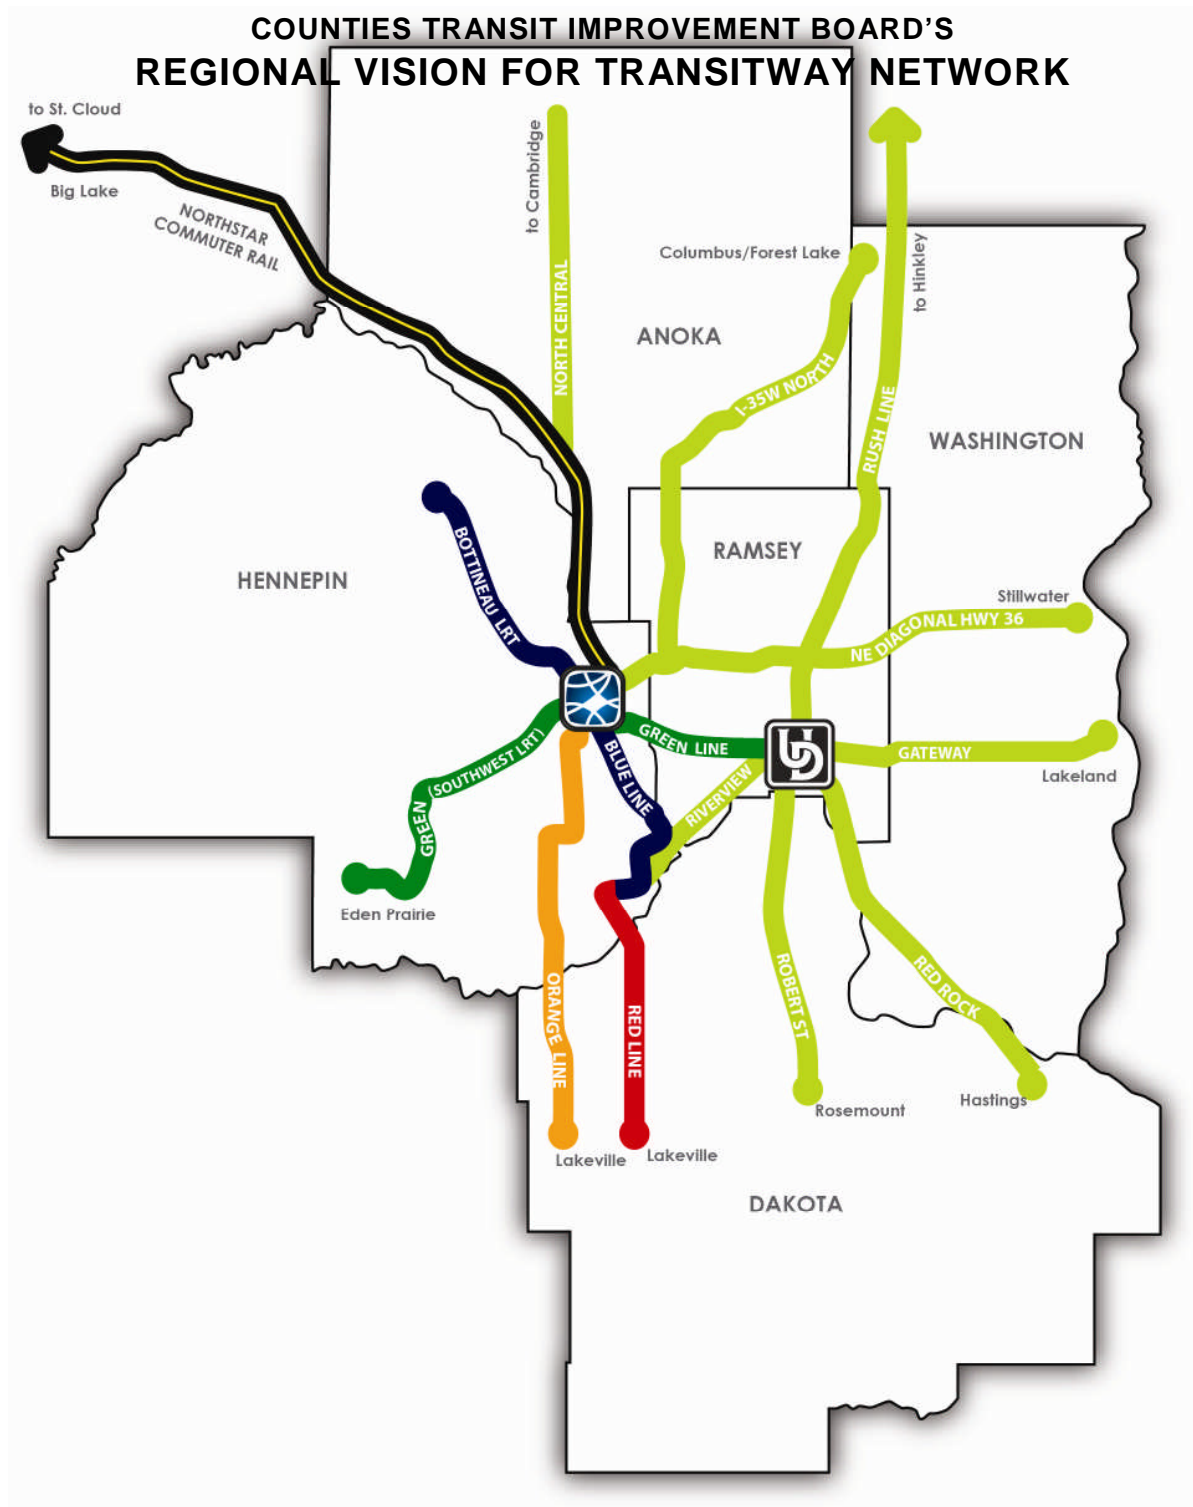 COUNTIES TRANSIT IMPROVEMENT BOARD'S
REGIONAL VISION FOR TRANSITWAY NETWORK
to St. Cloud
Big Lake
NORTHSTAR
COMMUTER RAIL
to Cambridge
NORTH CENTRAL
Columbus/Forest Lake
to Hinkley
ANOKA
I-35W NORTH
RUSH LINE
WASHINGTON
BOTTINEAU LRT
RAMSEY
HENNEPIN
Stillwater
NE DIAGONAL HWY 36
GREEN (SOUTHWEST LRT)
GREEN LINE
BLUE LINE
UD
GATEWAY
Lakeland
RIVERVIEW
Eden Prairie
ORANGE LINE
RED LINE
ROBERT ST
RED ROCK
Rosemount
Hastings
Lakeville
Lakeville
DAKOTA